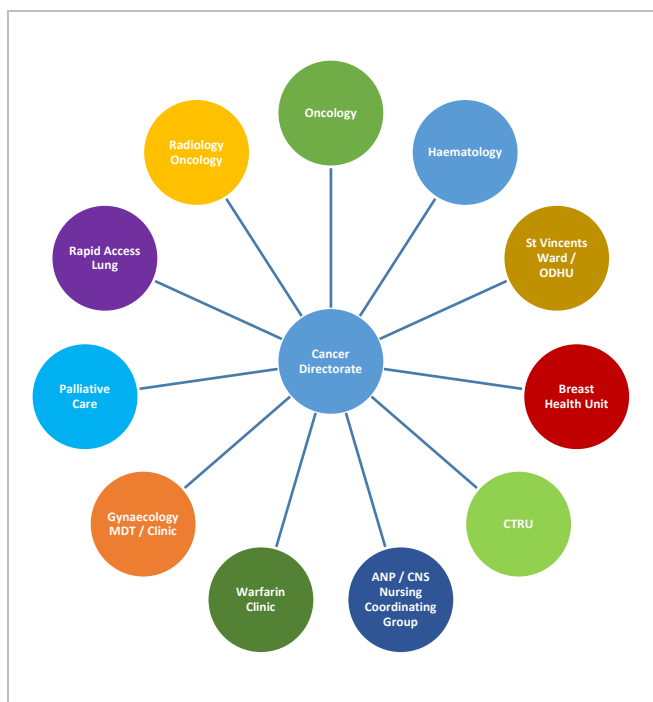 Oncology
Haematology
St Vincents
Ward /
ODHU
Breast
Health Unit
CTRU
ANP / CNS
Nursing
Coordinating
Group
Warfarin
Clinic
Gynaecology
MDT / Clinic
Palliative
Care
Rapid Access
Lung
Radiology
Oncology
Cancer
Directorate